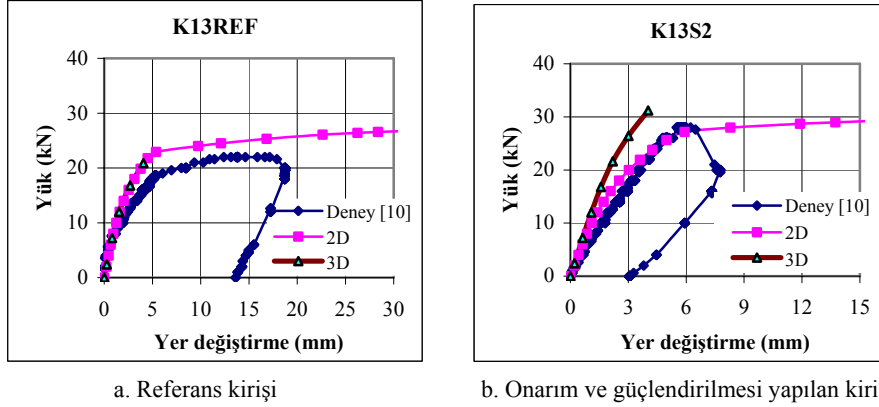 K13REF
40
30
20
10
0
Yük (kN)
0 5 10 15 20 25 30
Yer değiştirme (mm)
Deney [10]
2D
3D
a. Referans kirişi
K13S2
40
30
20
10
0
Yük (kN)
0 3 6 9 12 15
Yer değiştirme (mm)
Deney [10]
2D
3D
b. Onarım ve güçlendirilmesi yapılan kiri